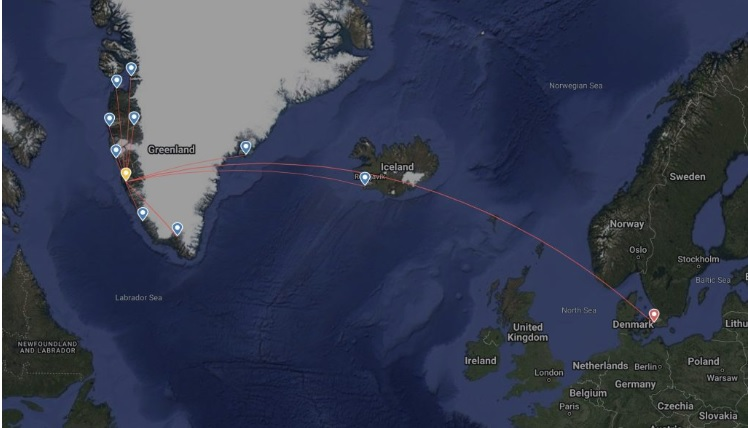 Norwegian Sea
Greenland
Iceland
Sweden
Norway
Oslo
Stockholm
Baltic Sea
Labrador Sea
North Sea
Denmark
United
Kingdom
Lithu
NEWFOUNDLAND
AND LABRADOR
Ireland
Netherlands
Berlin
Poland
London
Germany
Warsaw
Belgium
Paris
Czechia
Slovakia